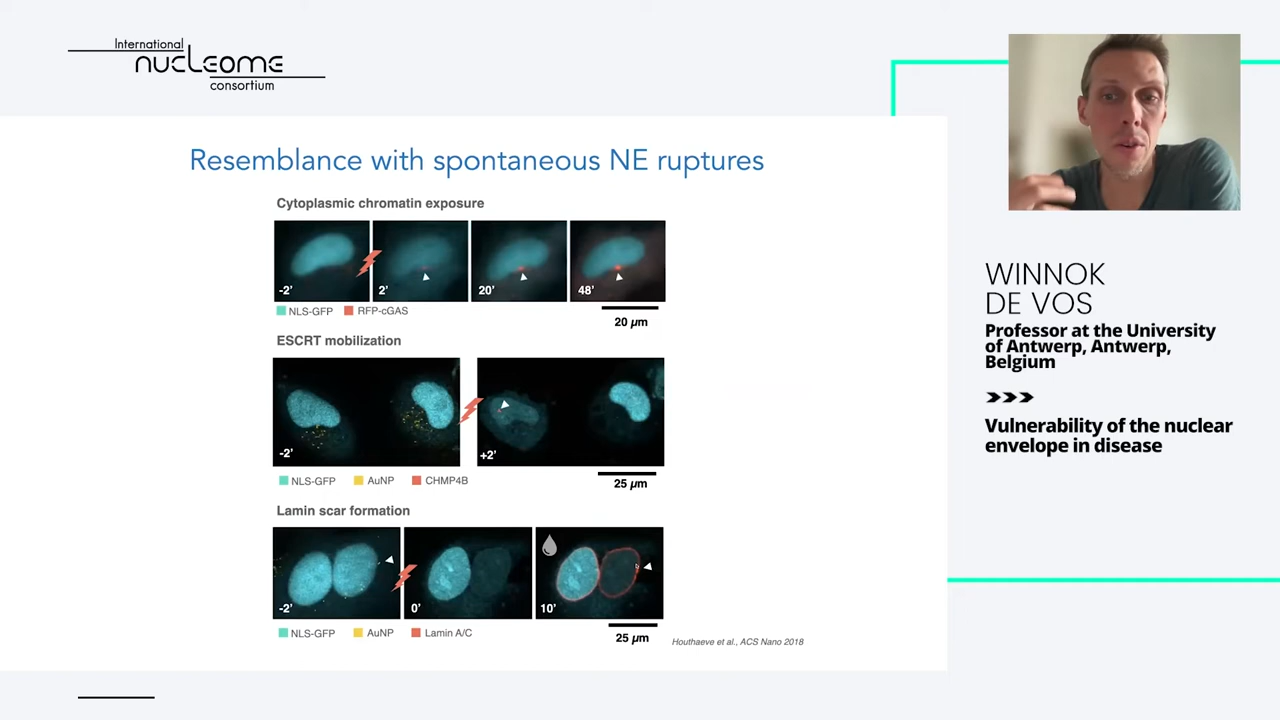 International
nucleome
consortium
Resemblance with spontaneous NE ruptures
Cytoplasmic chromatin exposure
-2’ 2’ 20’ 48’
NLS-GFP RFP-cGAS
20 µm
ESCRT mobilization
-2’ +2’
NLS-GFP AuNP CHMP4B
25 µm
Lamin scar formation
-2’ 0’ 10’
NLS-GFP AuNP Lamin A/C
25 µm
Houthaeve et al., ACS Nano 2018
WINNOK
DE VOS
Professor at the University
of Antwerp, Antwerp,
Belgium
Vulnerability of the nuclear
envelope in disease